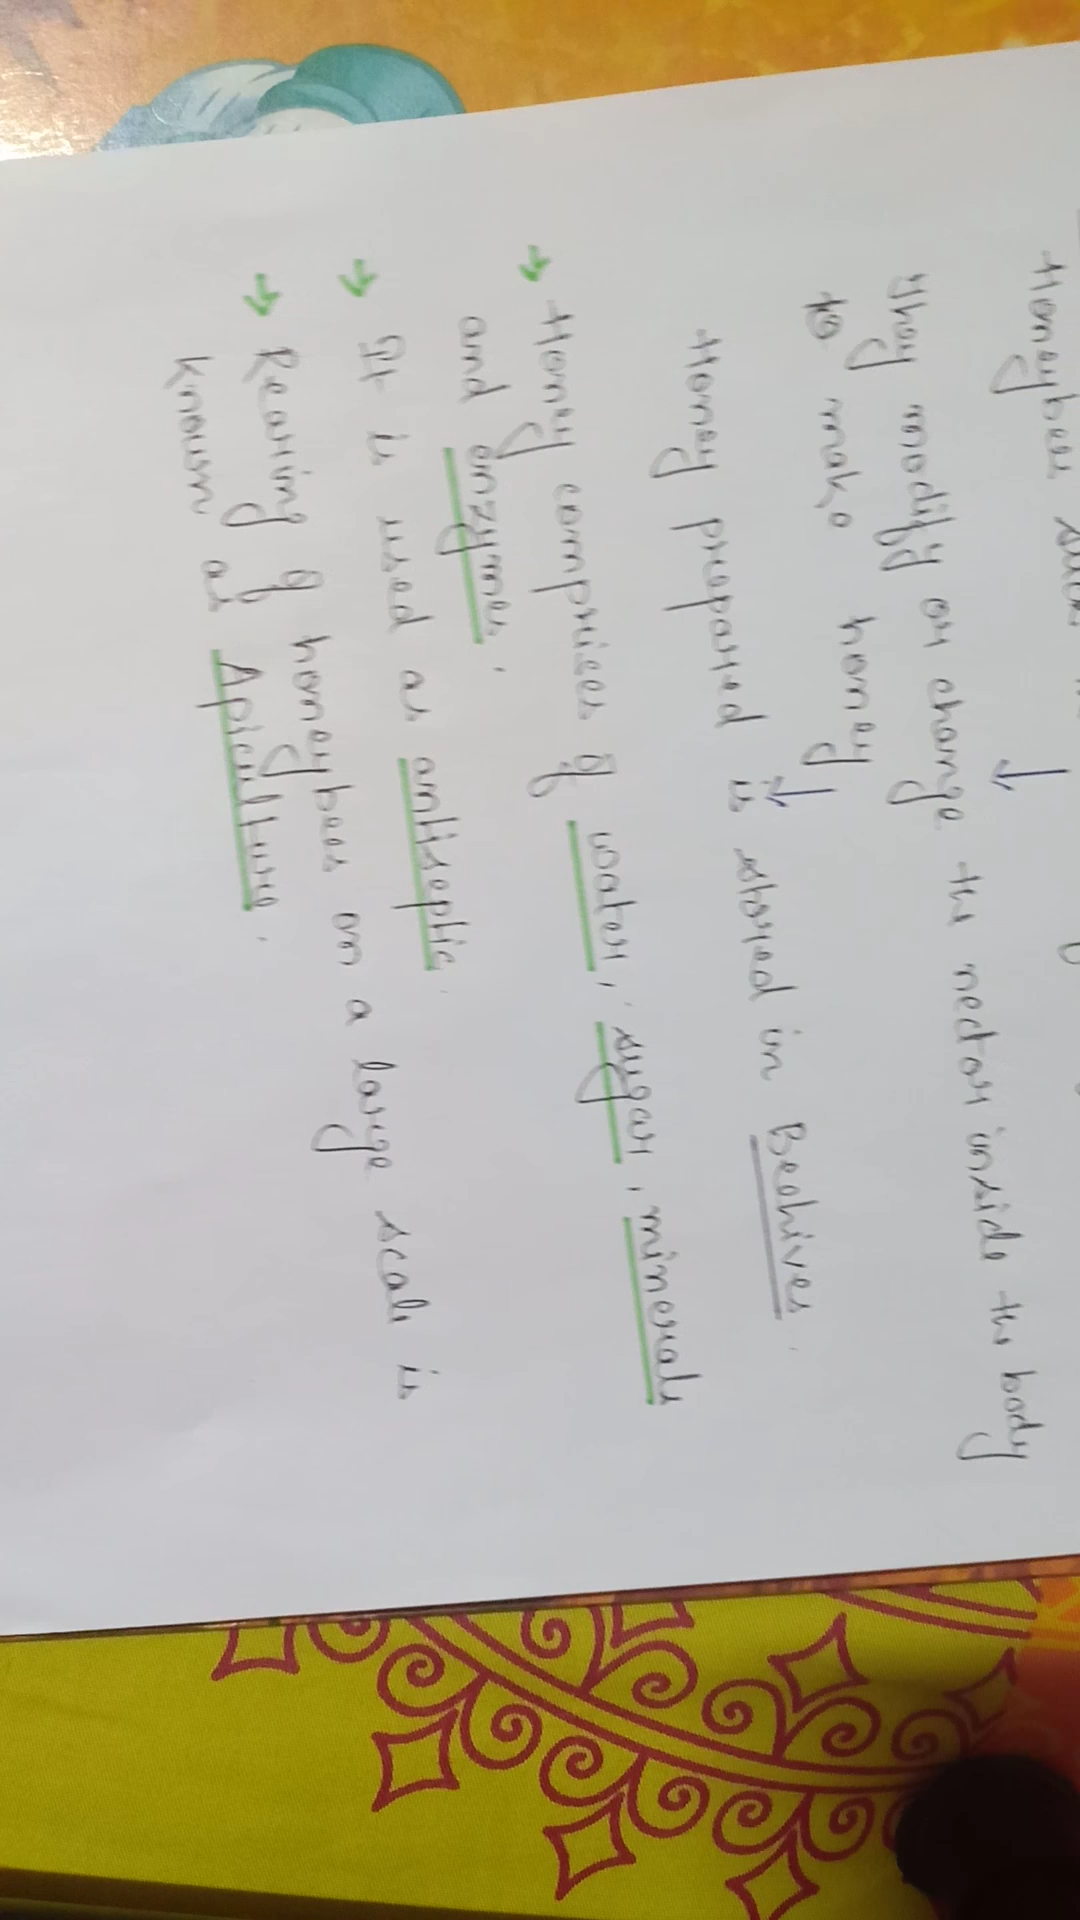 Honeybees suck
↓
They modify or change the nectar inside the body
to make honey
↓
Honey prepared is stored in Beehives.
→ Honey comprises of water, sugar, minerals
and enzymes.
→ It is used as antiseptic.
→ Rearing of honeybees on a large scale is
known as Apiculture.